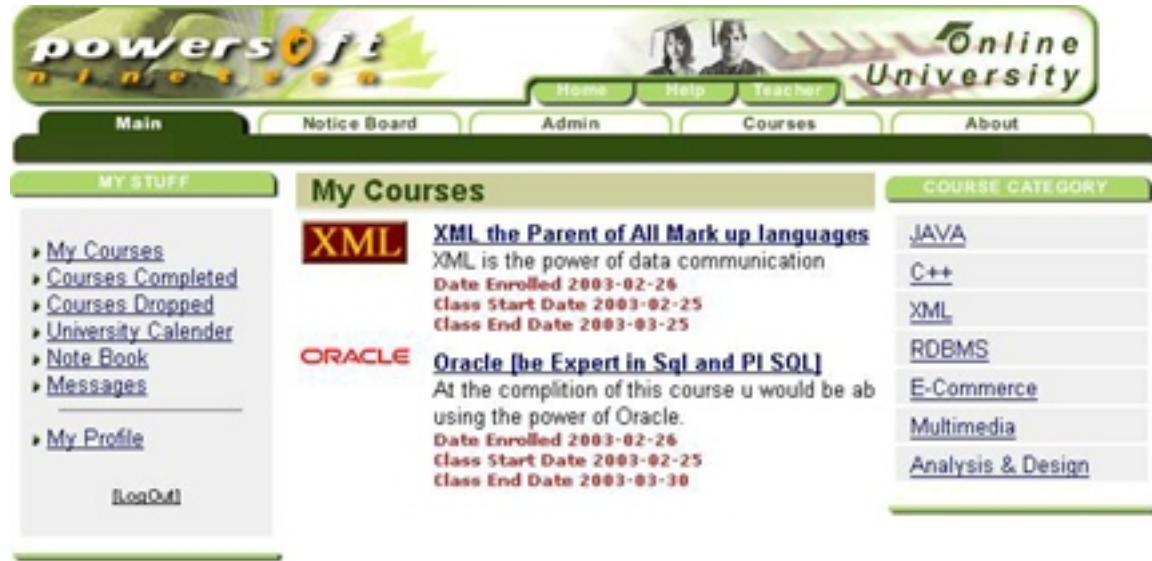 powersoft
nineteen
Online
University
Home Help Teacher
Main Notice Board Admin Courses About
MY STUFF
My Courses
Courses Completed
Courses Dropped
University Calender
Note Book
Messages
My Profile
[LogOut]
My Courses
XML
XML the Parent of All Mark up languages
XML is the power of data communication
Date Enrolled 2003-02-26
Class Start Date 2003-02-25
Class End Date 2003-03-25
ORACLE
Oracle [be Expert in Sql and Pl SQL]
At the complition of this course u would be ab
using the power of Oracle.
Date Enrolled 2003-02-26
Class Start Date 2003-02-25
Class End Date 2003-03-30
COURSE CATEGORY
JAVA
C++
XML
RDBMS
E-Commerce
Multimedia
Analysis & Design